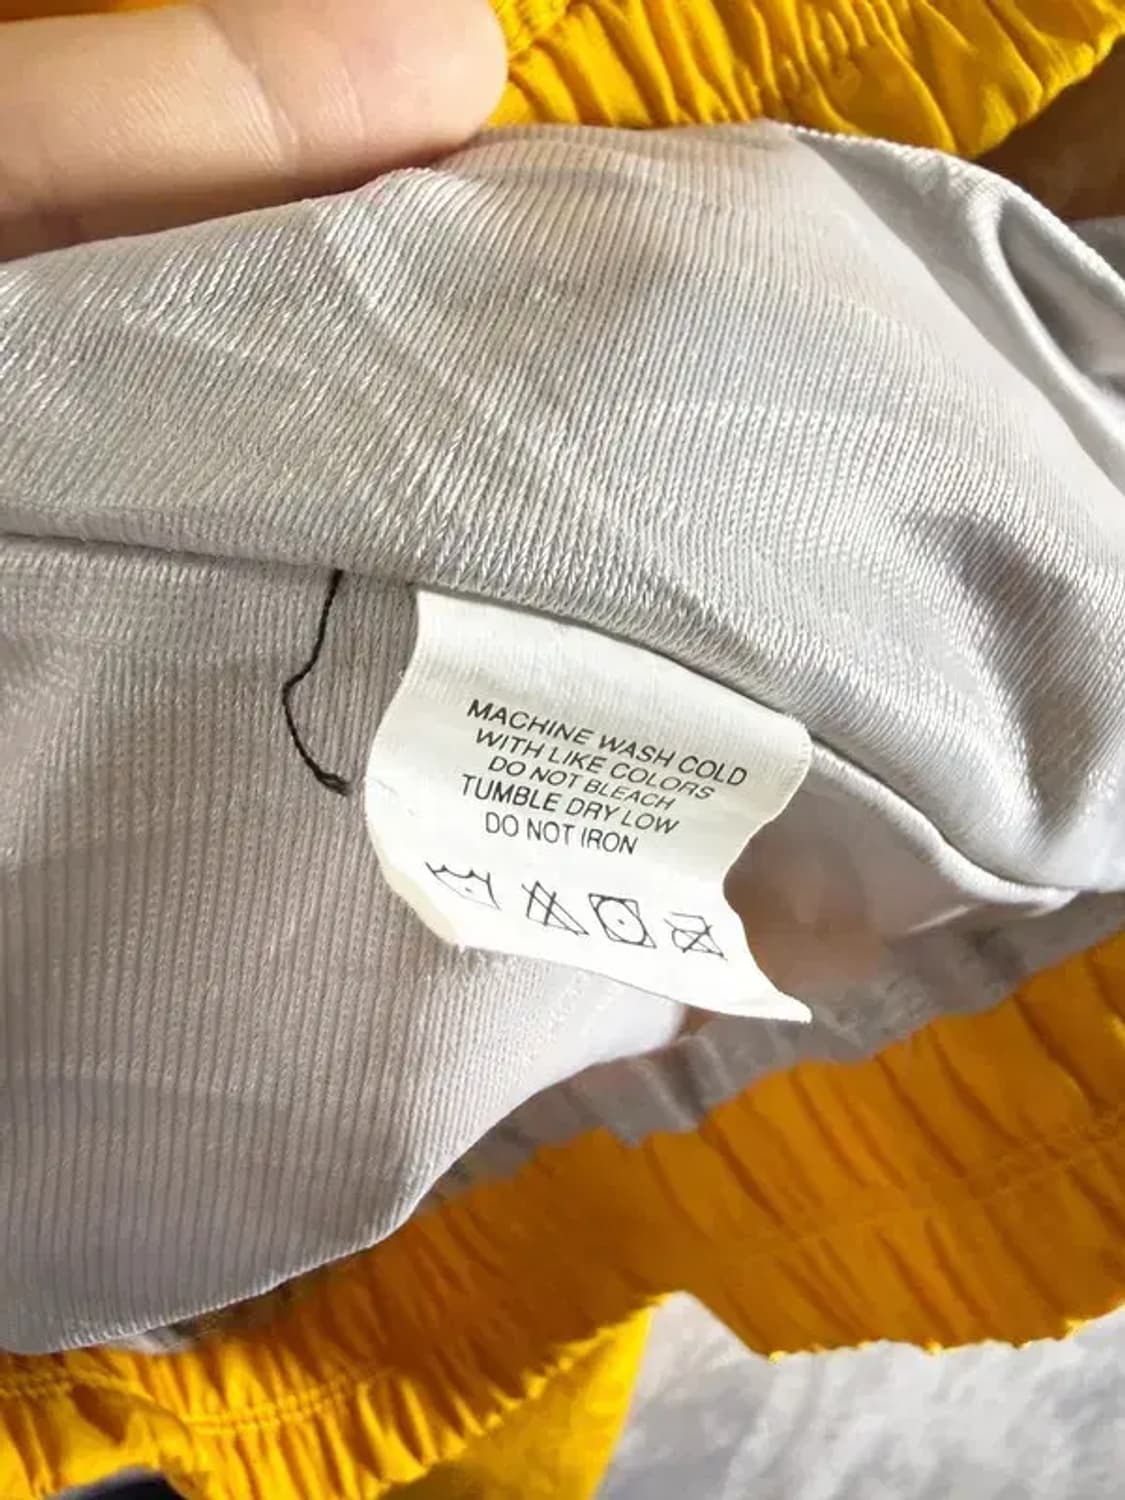 MACHINE WASH COLD
WITH LIKE COLORS
DO NOT BLEACH
TUMBLE DRY LOW
DO NOT IRON